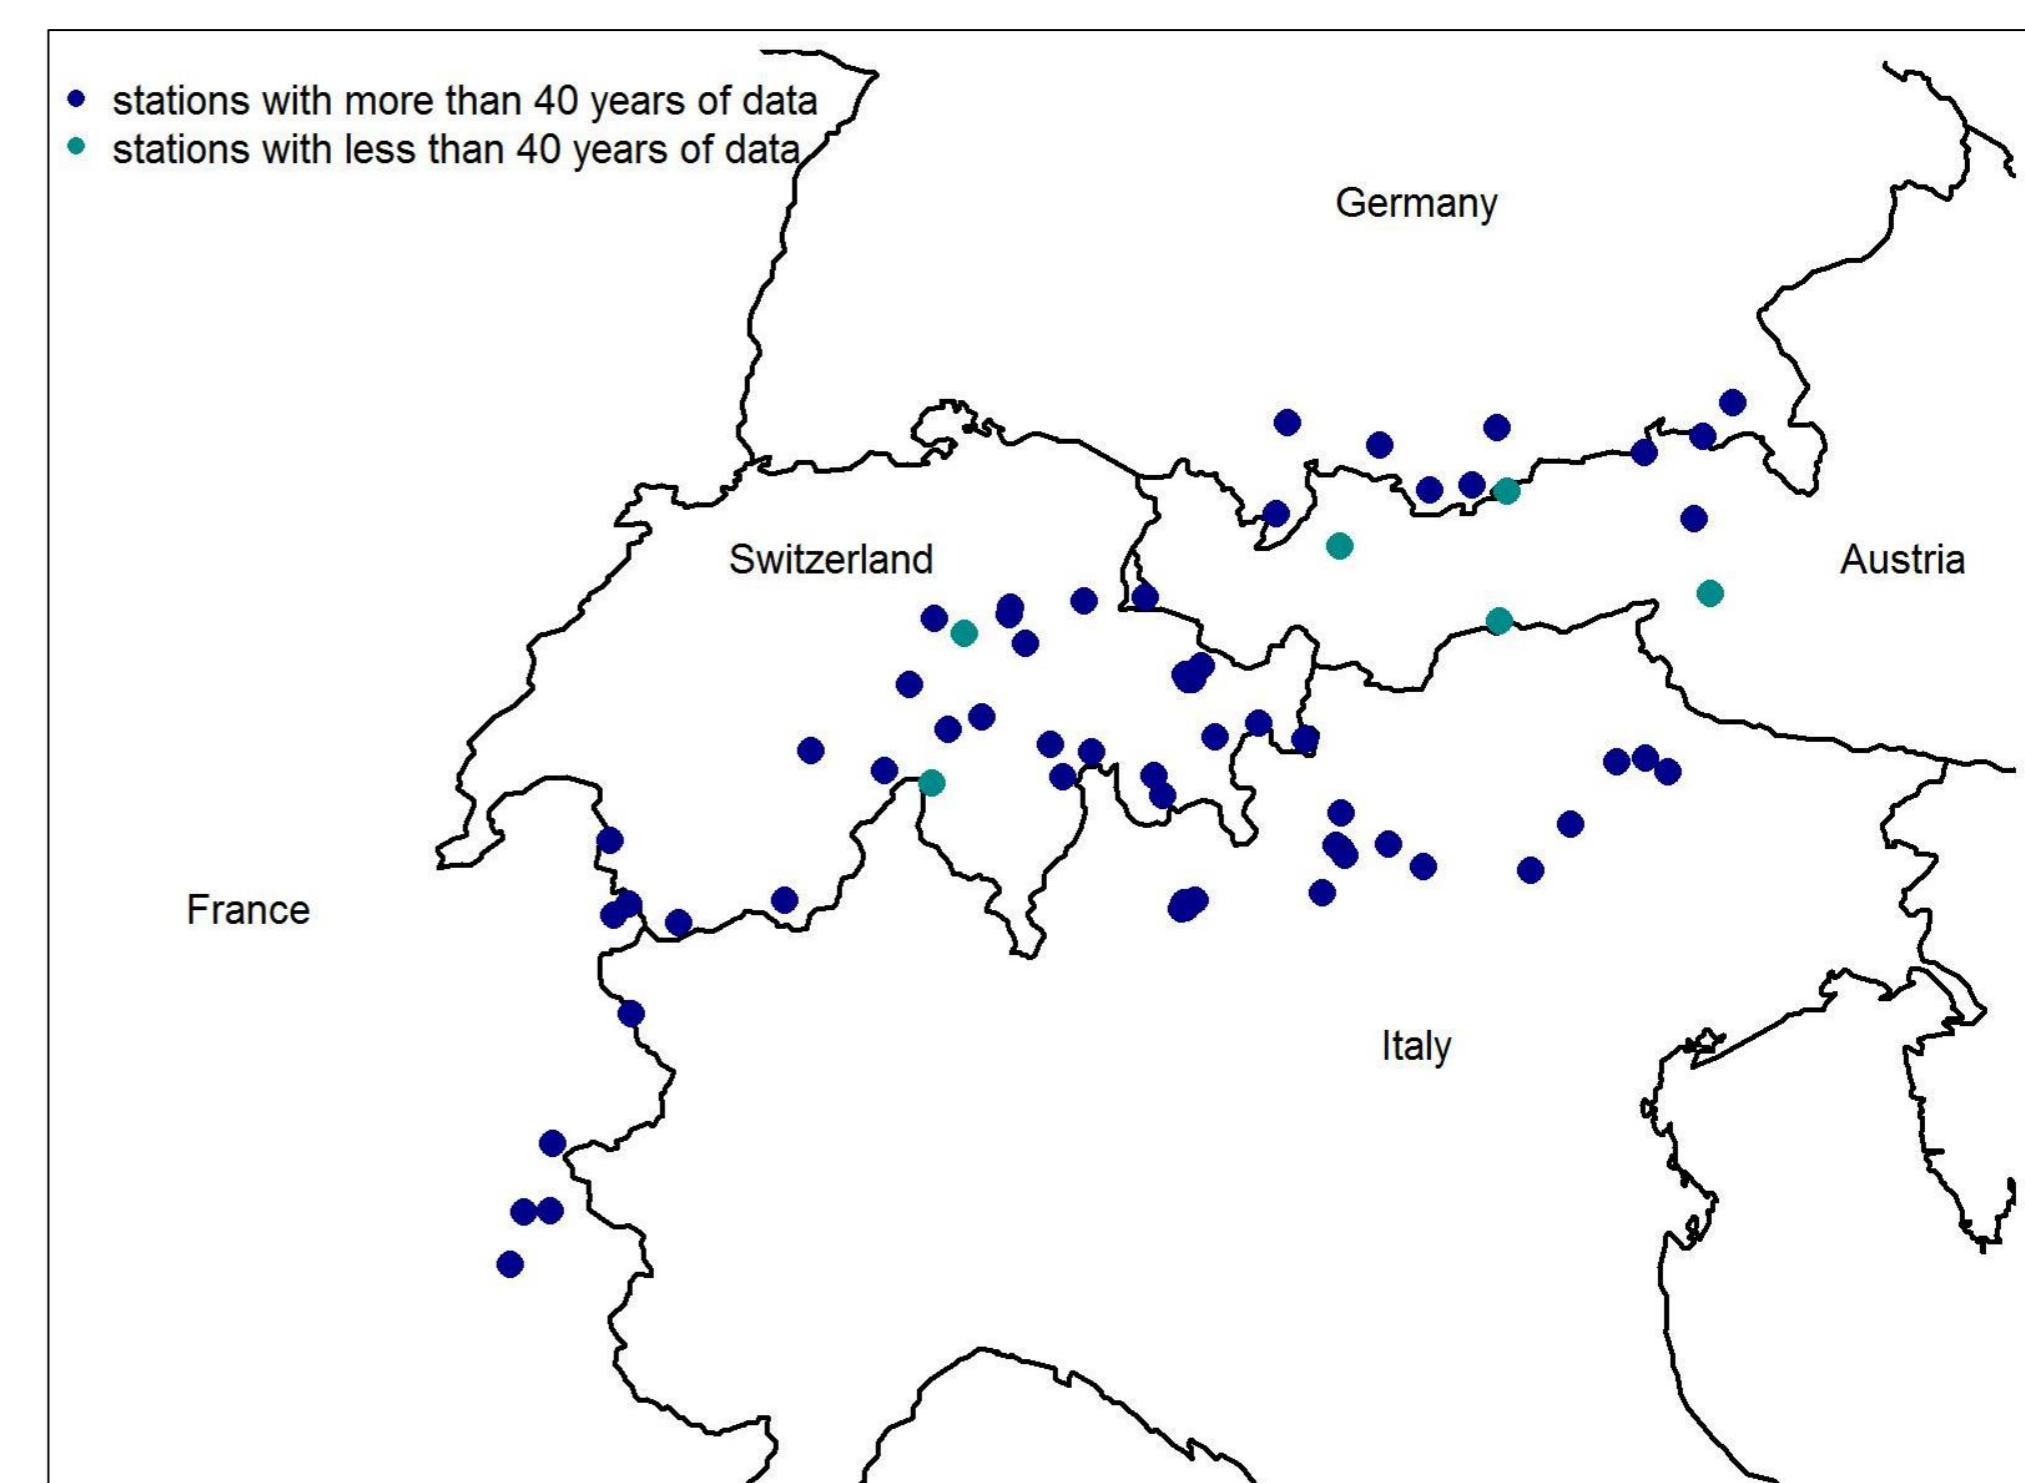 stations with more than 40 years of data
stations with less than 40 years of data
Germany
Switzerland
Austria
France
Italy